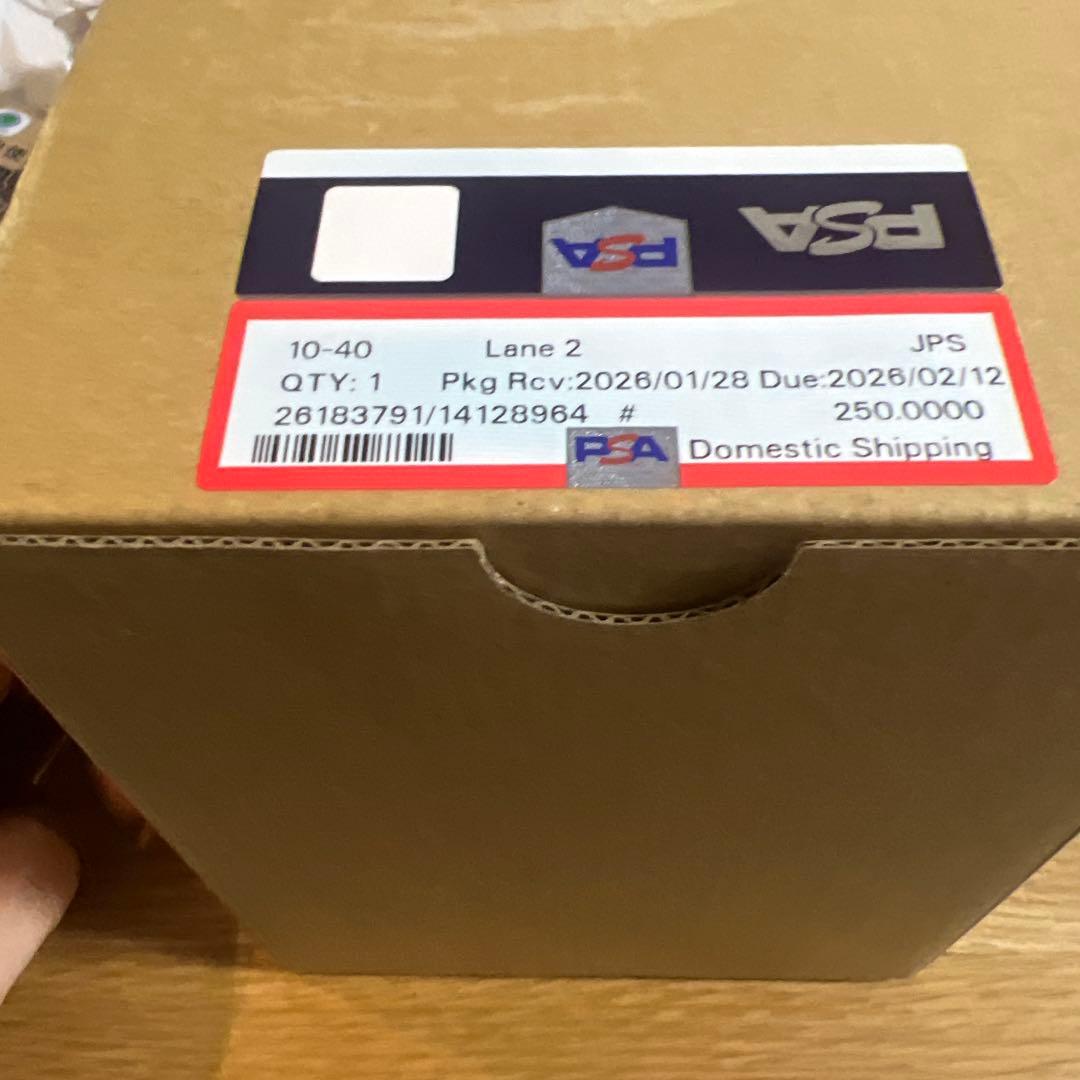 PSA
PSA
10-40 Lane 2 JPS
QTY: 1 Pkg Rcv:2026/01/28 Due:2026/02/12
26183791/14128964 # 250.0000
PSA Domestic Shipping